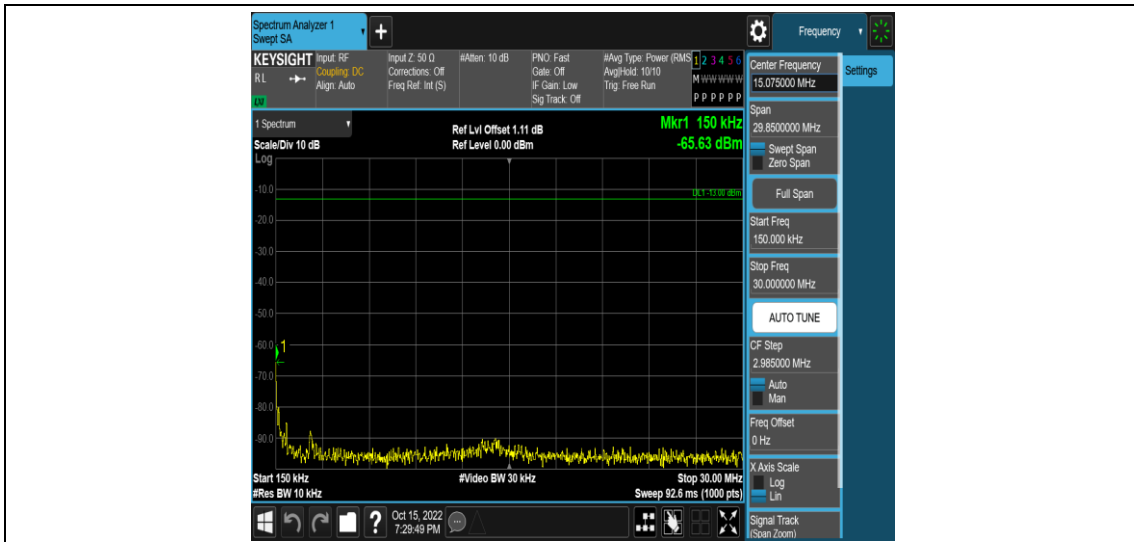 Spectrum Analyzer 1
Swept SA
+
Frequency
KEYSIGHT
RL
LM
Input: RF
Coupling: DC
Align: Auto
Input Z: 50 Ω
Corrections: Off
Freq Ref: Int (S)
#Atten: 10 dB
PNO: Fast
Gate: Off
IF Gain: Low
Sig Track: Off
#Avg Type: Power (RMS
Avg|Hold: 10/10
Trig: Free Run
1 2 3 4 5 6
M W W W W W
P P P P P P
1 Spectrum
Scale/Div 10 dB
Log
Ref Lvl Offset 1.11 dB
Ref Level 0.00 dBm
Mkr1 150 kHz
-65.63 dBm
DL1 -13.00 dBm
-10.0
-20.0
-30.0
-40.0
-50.0
-60.0
1
-70.0
-80.0
-90.0
Start 150 kHz
#Res BW 10 kHz
#Video BW 30 kHz
Stop 30.00 MHz
Sweep 92.6 ms (1000 pts)
Center Frequency
15.075000 MHz
Settings
Span
29.8500000 MHz
Swept Span
Zero Span
Full Span
Start Freq
150.000 kHz
Stop Freq
30.000000 MHz
AUTO TUNE
CF Step
2.985000 MHz
Auto
Man
Freq Offset
0 Hz
X Axis Scale
Log
Lin
Signal Track
(Span Zoom)
?
Oct 15, 2022
7:29:49 PM